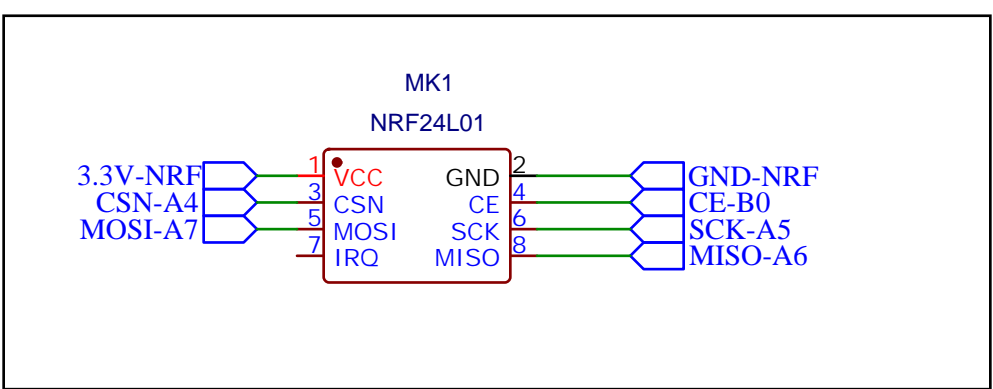 MK1
NRF24L01
3.3V-NRF 1 VCC GND 2 GND-NRF
CSN-A4 3 CSN CE 4 CE-B0
MOSI-A7 5 MOSI SCK 6 SCK-A5
7 IRQ MISO 8 MISO-A6